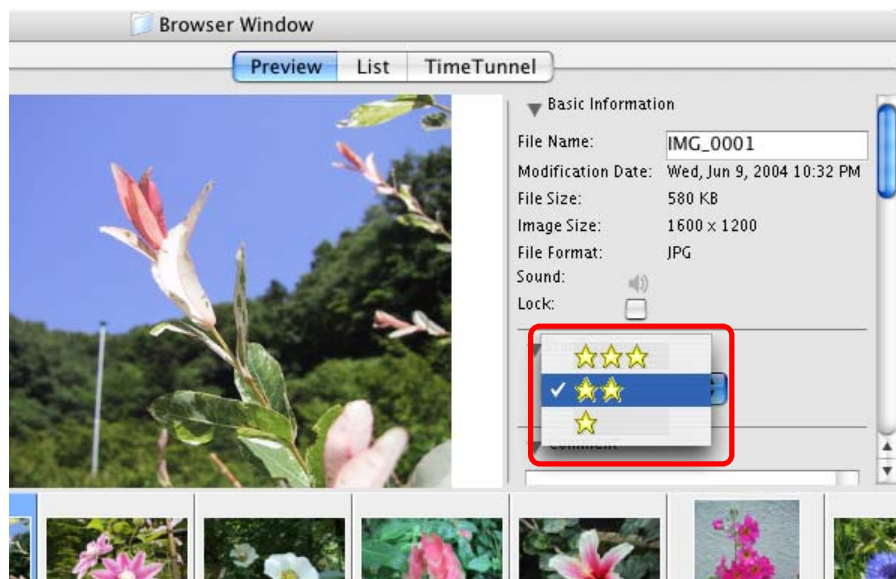 Browser Window
Preview List TimeTunnel
Basic Information
File Name: IMG_0001
Modification Date: Wed, Jun 9, 2004 10:32 PM
File Size: 580 KB
Image Size: 1600 x 1200
File Format: JPG
Sound:
Lock:
Comment